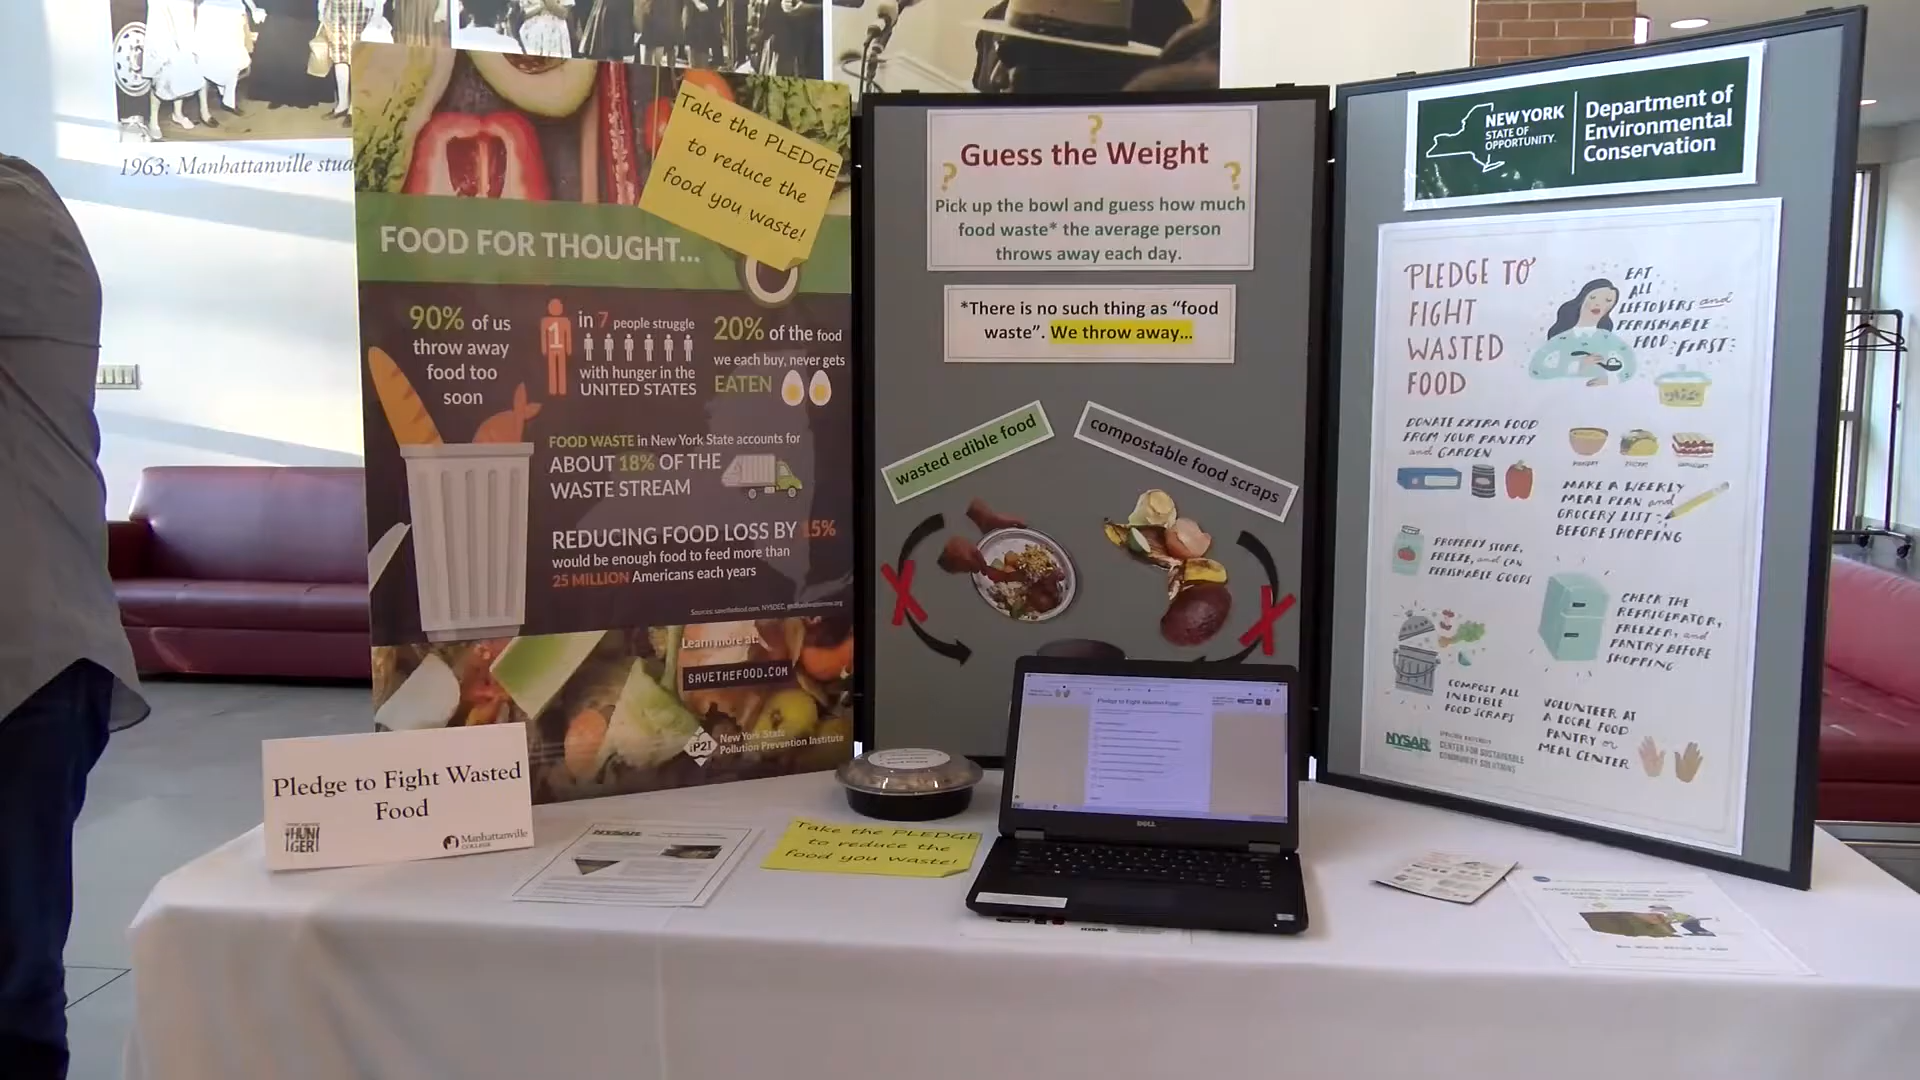 1963: Manhattanville stud
Take the PLEDGE
to reduce the
food you waste!
FOOD FOR THOUGHT...
90% of us
throw away
food too
soon
1 in 7 people struggle
with hunger in the
UNITED STATES
20% of the food
we each buy, never gets
EATEN
FOOD WASTE in New York State accounts for
ABOUT 18% OF THE
WASTE STREAM
REDUCING FOOD LOSS BY 15%
would be enough food to feed more than
25 MILLION Americans each years
Learn more at:
SAVETHEFOOD.COM
New York State
Pollution Prevention Institute
Guess the Weight
Pick up the bowl and guess how much
food waste* the average person
throws away each day.
*There is no such thing as “food
waste”. We throw away...
wasted edible food
compostable food scraps
NEW YORK
STATE OF
OPPORTUNITY.
Department of
Environmental
Conservation
PLEDGE TO
FIGHT
WASTED
FOOD
EAT
ALL
LEFTOVERS and
PERISHABLE
FOOD FIRST
DONATE EXTRA FOOD
FROM YOUR PANTRY
and GARDEN
MAKE A WEEKLY
MEAL PLAN and
GROCERY LIST
BEFORE SHOPPING
PROPERLY STORE,
FREEZE, and CAN
PERISHABLE GOODS
CHECK THE
REFRIGERATOR,
FREEZER, and
PANTRY BEFORE
SHOPPING
COMPOST ALL
INEDIBLE
FOOD SCRAPS
VOLUNTEER AT
A LOCAL FOOD
PANTRY or
MEAL CENTER
NYSAR
CENTER FOR SUSTAINABLE
COMMUNITY SOLUTIONS
Pledge to Fight Wasted
Food
HUNGER
Manhattanville
COLLEGE
NYSAR
Take the PLEDGE
to reduce the
food you waste!
Pledge to Fight Wasted Food
DELL